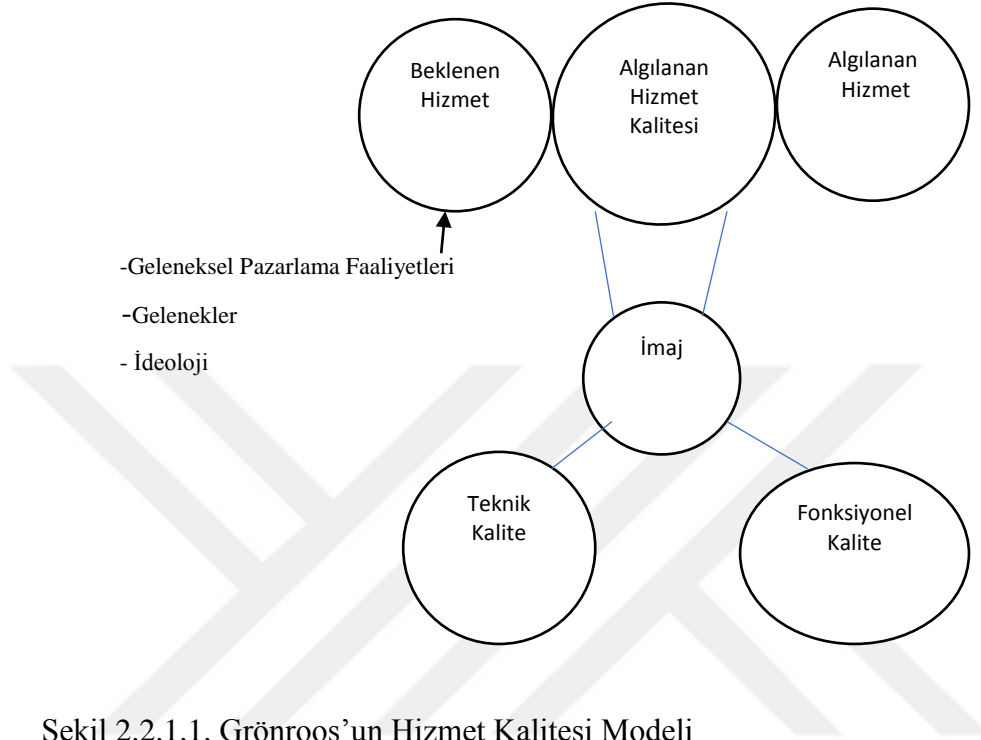 Beklenen
Hizmet
Algılanan
Hizmet
Kalitesi
Algılanan
Hizmet
-Geleneksel Pazarlama Faaliyetleri
-Gelenekler
- İdeoloji
İmaj
Teknik
Kalite
Fonksiyonel
Kalite
Şekil 2.2.1.1. Grönroos’un Hizmet Kalitesi Modeli